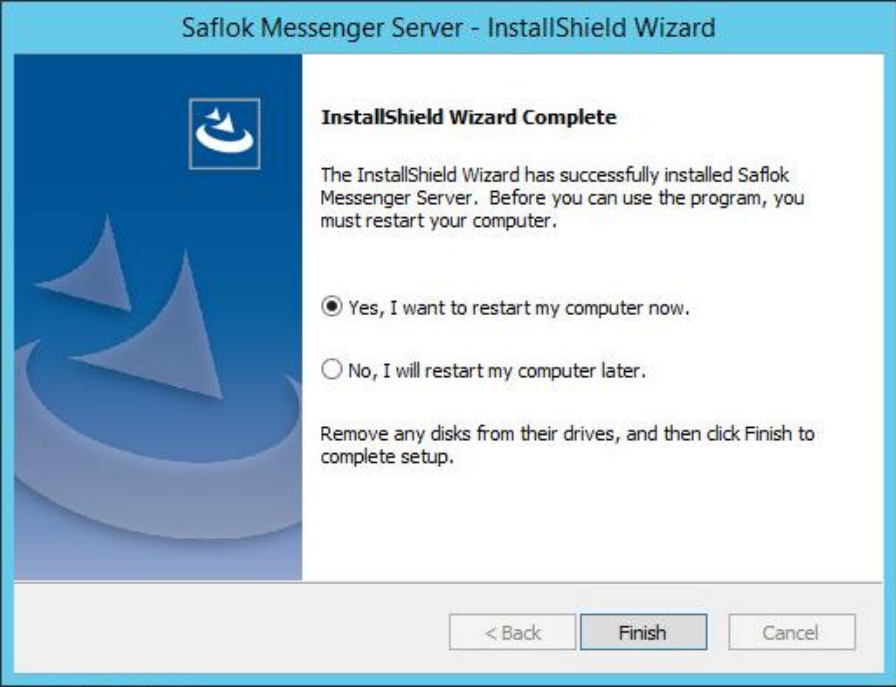 Saflok Messenger Server - InstallShield Wizard
InstallShield Wizard Complete
The InstallShield Wizard has successfully installed Saflok
Messenger Server.  Before you can use the program, you
must restart your computer.
Yes, I want to restart my computer now.
No, I will restart my computer later.
Remove any disks from their drives, and then click Finish to
complete setup.
< Back
Finish
Cancel